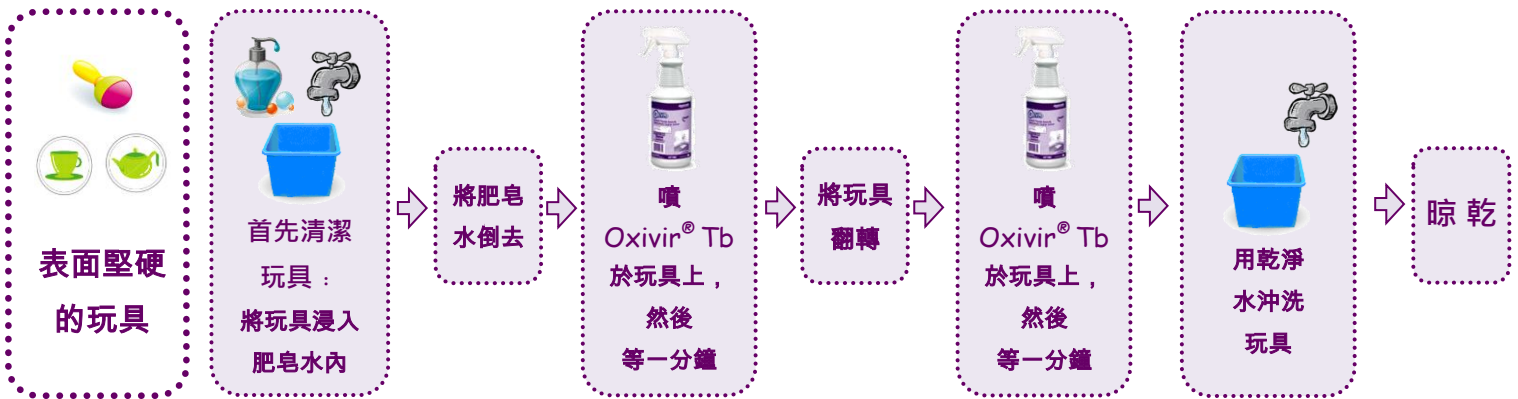 表面堅硬
的玩具
首先清潔
玩具：
將玩具浸入
肥皂水內
將肥皂
水倒去
噴
Oxivir® Tb
於玩具上，
然後
等一分鐘
將玩具
翻轉
噴
Oxivir® Tb
於玩具上，
然後
等一分鐘
用乾淨
水沖洗
玩具
晾乾